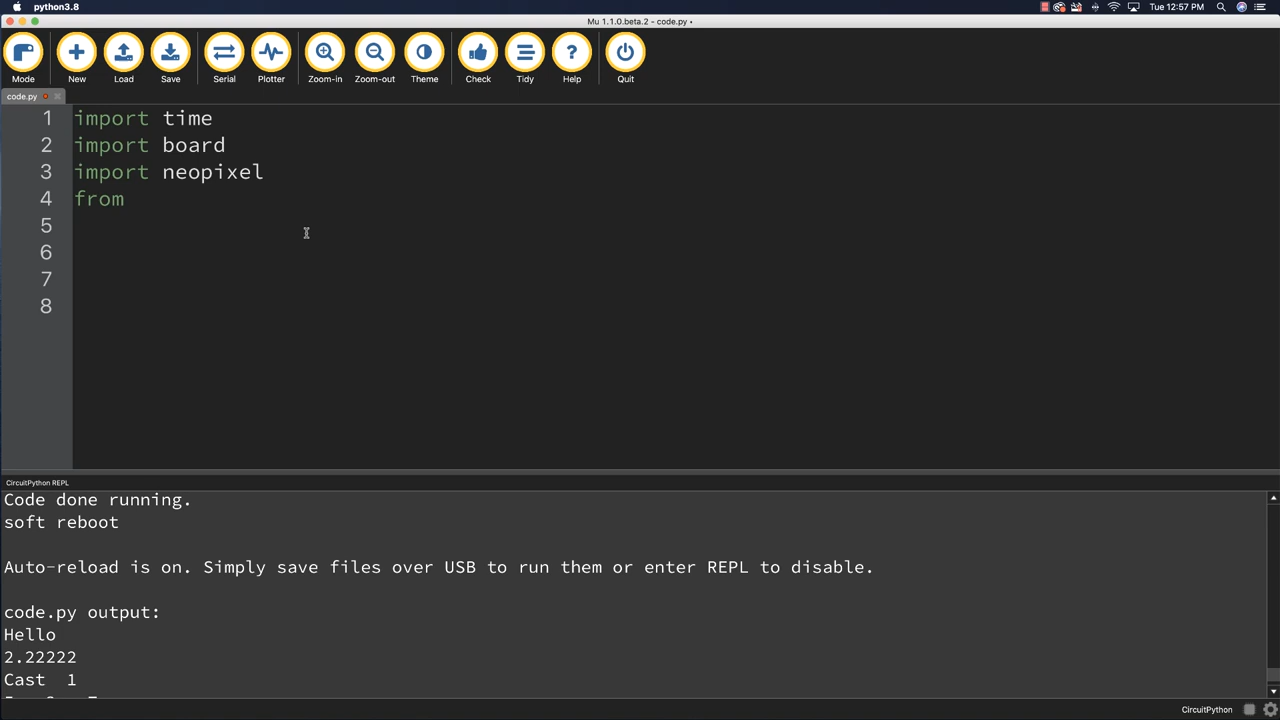 python3.8
Tue 12:57 PM
Mu 1.1.0.beta.2 - code.py •
Mode New Load Save Serial Plotter Zoom-in Zoom-out Theme Check Tidy Help Quit
code.py
1 import time
2 import board
3 import neopixel
4 from
5
6
7
8
CircuitPython REPL
Code done running.
soft reboot
Auto-reload is on. Simply save files over USB to run them or enter REPL to disable.
code.py output:
Hello
2.22222
Cast  1
CircuitPython